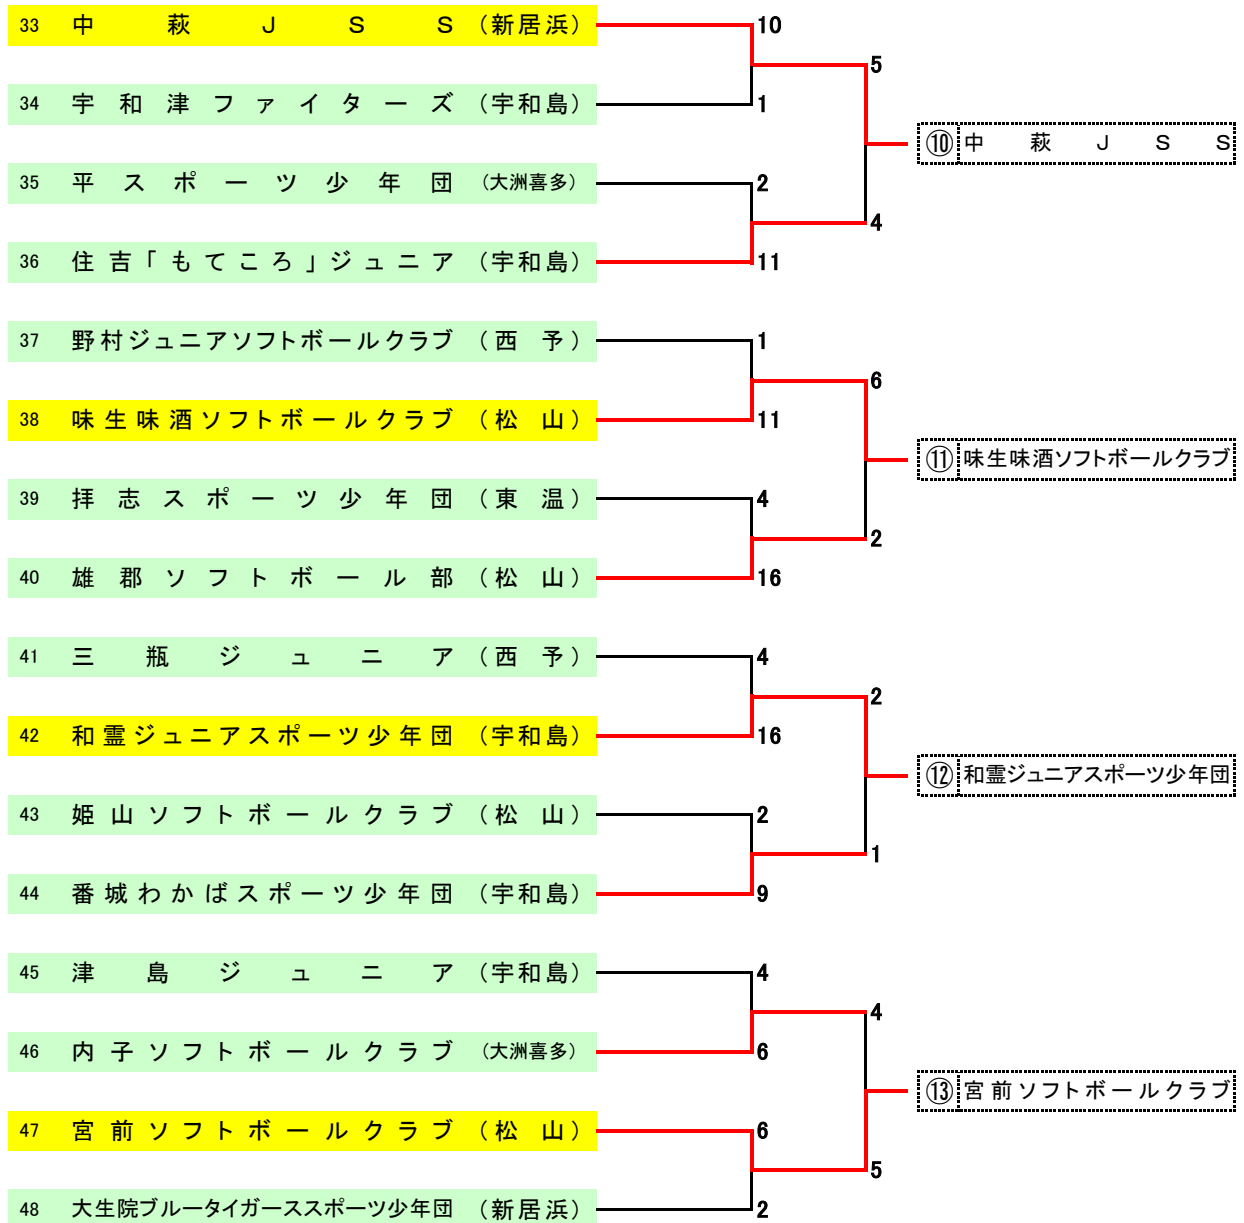 33 中萩JSS（新居浜） 10
5
34 宇和津ファイターズ（宇和島） 1
⑩ 中萩JSS
35 平スポーツ少年団（大洲喜多） 2
4
36 住吉「もてころ」ジュニア（宇和島） 11
37 野村ジュニアソフトボールクラブ（西予） 1
6
38 味生味酒ソフトボールクラブ（松山） 11
⑪ 味生味酒ソフトボールクラブ
39 拝志スポーツ少年団（東温） 4
2
40 雄郡ソフトボール部（松山） 16
41 三瓶ジュニア（西予） 4
2
42 和霊ジュニアスポーツ少年団（宇和島） 16
⑫ 和霊ジュニアスポーツ少年団
43 姫山ソフトボールクラブ（松山） 2
1
44 番城わかばスポーツ少年団（宇和島） 9
45 津島ジュニア（宇和島） 4
4
46 内子ソフトボールクラブ（大洲喜多） 6
⑬ 宮前ソフトボールクラブ
47 宮前ソフトボールクラブ（松山） 6
5
48 大生院ブルータイガーススポーツ少年団（新居浜） 2